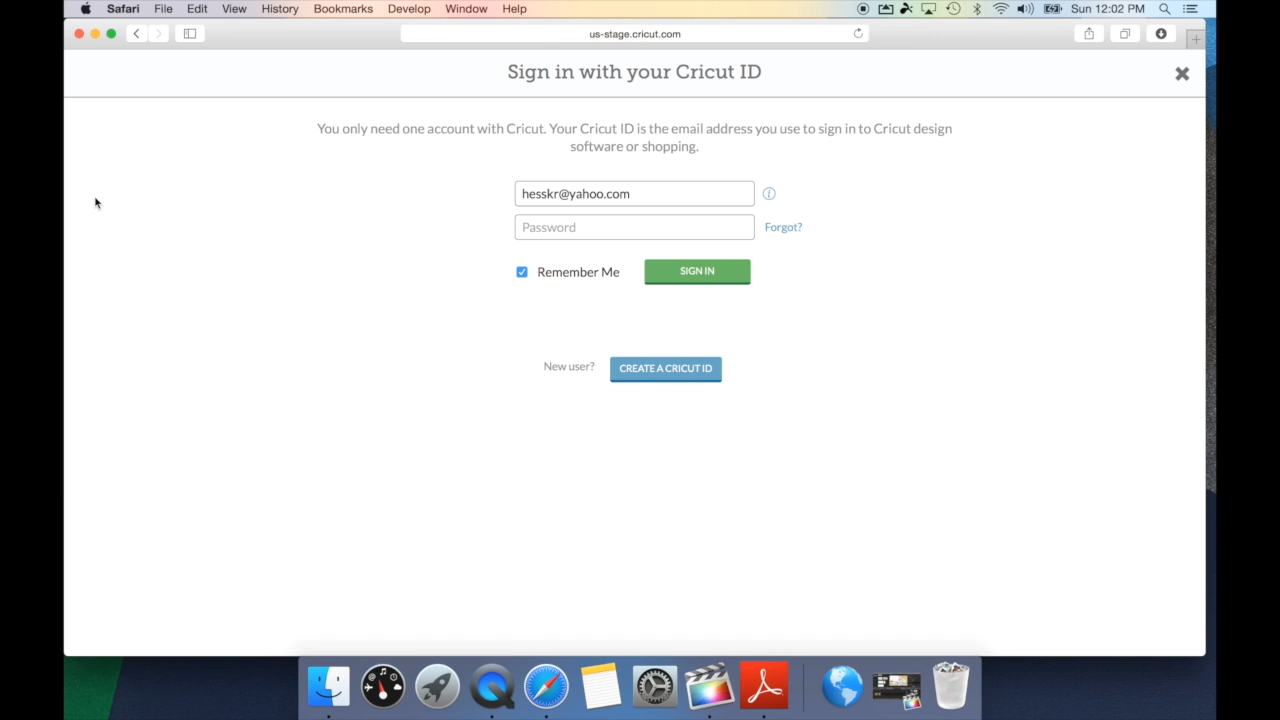 Safari File Edit View History Bookmarks Develop Window Help Sun 12:02 PM
us-stage.cricut.com
Sign in with your Cricut ID
You only need one account with Cricut. Your Cricut ID is the email address you use to sign in to Cricut design
software or shopping.
hesskr@yahoo.com
Password Forgot?
Remember Me SIGN IN
New user? CREATE A CRICUT ID